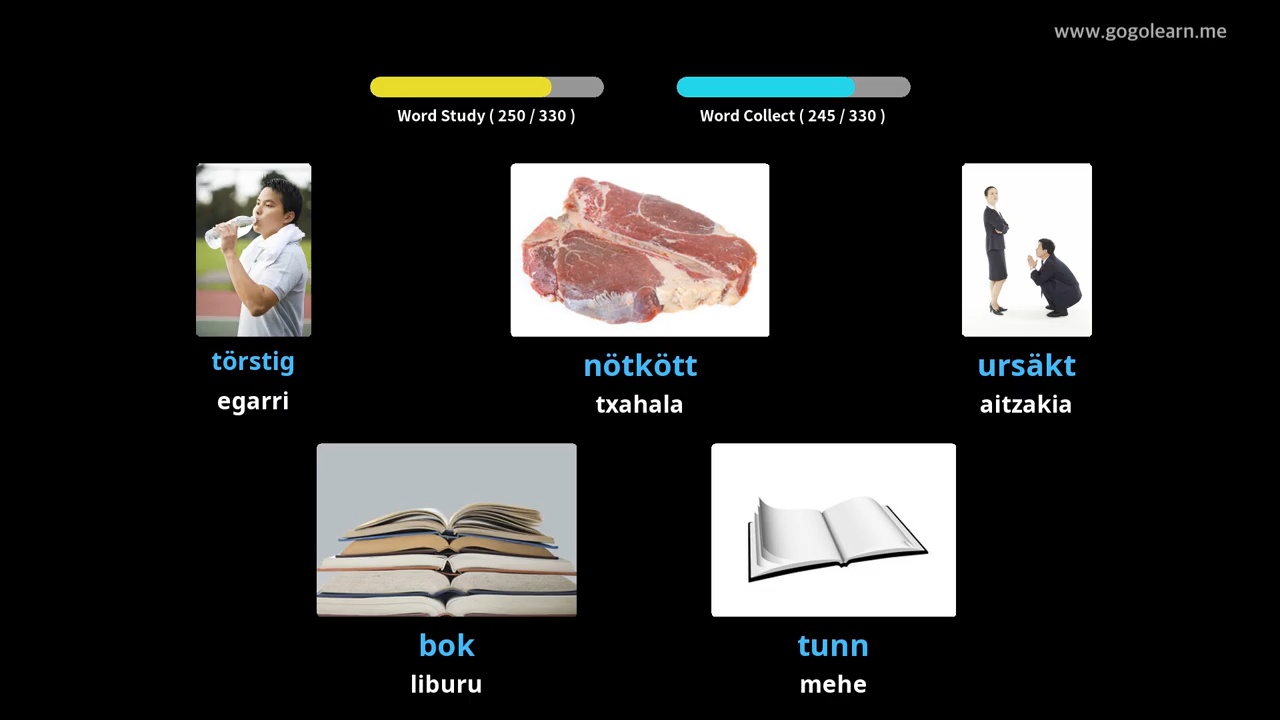 www.gogolearn.me
Word Study ( 250 / 330 )
Word Collect ( 245 / 330 )
törstig
egarri
nötkött
txahala
ursäkt
aitzakia
bok
liburu
tunn
mehe